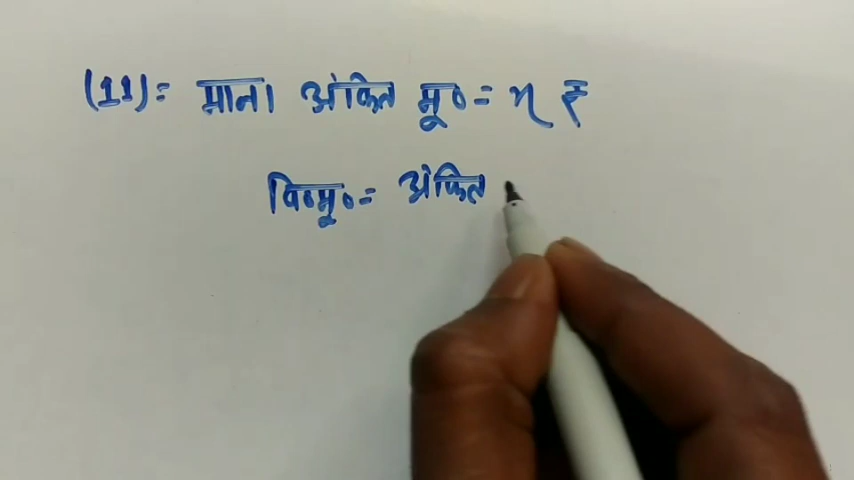 (11)= माना अंकित मू० = x ₹
वि०मू० = अंकित